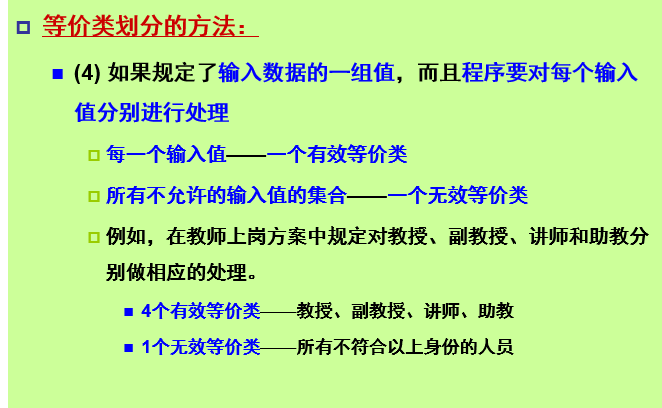 等价类划分的方法：
(4) 如果规定了输入数据的一组值，而且程序要对每个输入
值分别进行处理
每一个输入值——一个有效等价类
所有不允许的输入值的集合——一个无效等价类
例如，在教师上岗方案中规定对教授、副教授、讲师和助教分
别做相应的处理。
4个有效等价类——教授、副教授、讲师、助教
1个无效等价类——所有不符合以上身份的人员